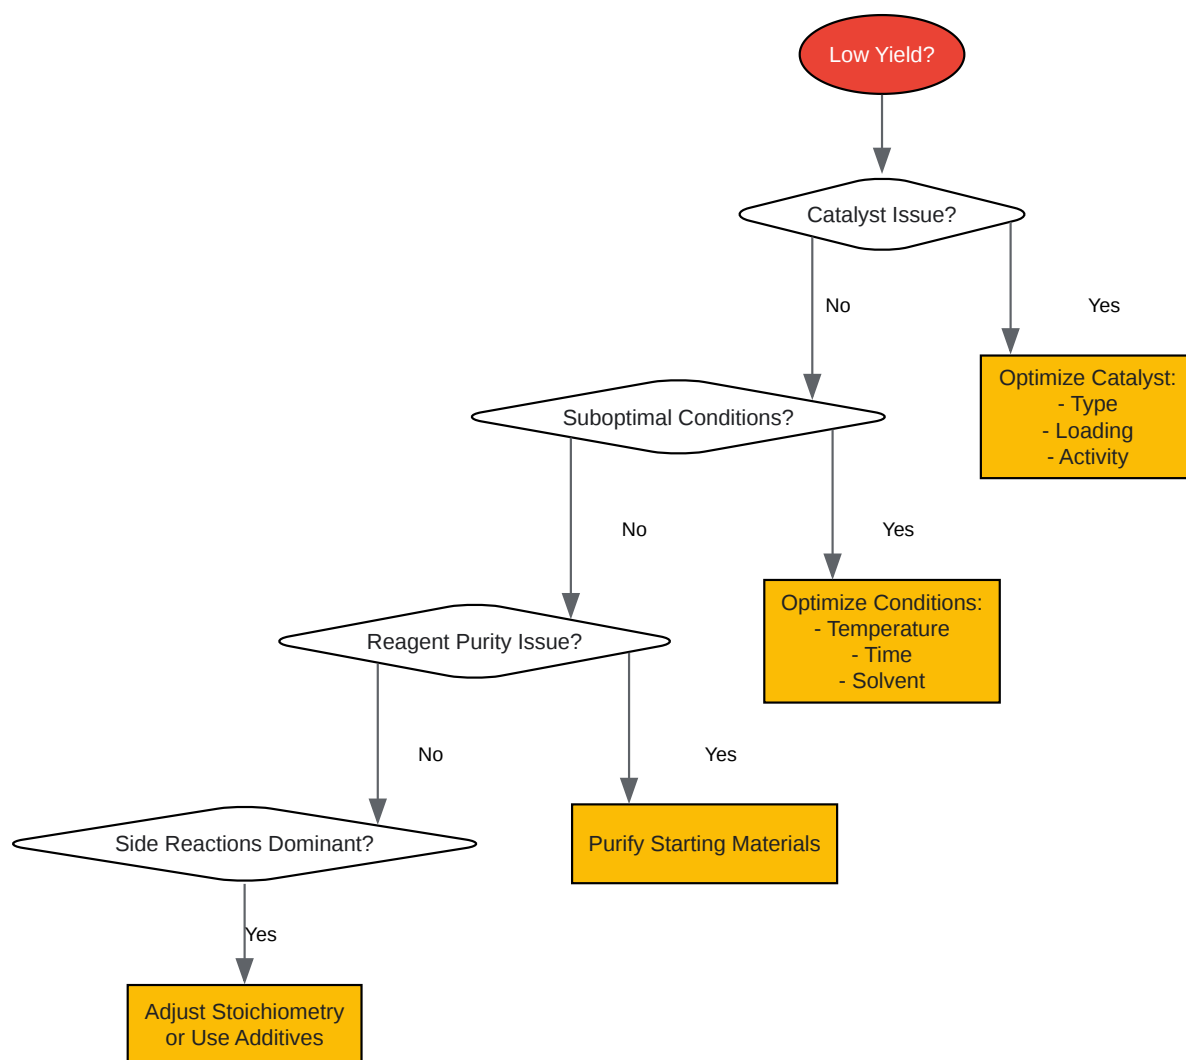 Low Yield?
Catalyst Issue?
No
Yes
Optimize Catalyst:
- Type
- Loading
- Activity
Suboptimal Conditions?
No
Yes
Optimize Conditions:
- Temperature
- Time
- Solvent
Reagent Purity Issue?
No
Yes
Purify Starting Materials
Side Reactions Dominant?
Yes
Adjust Stoichiometry
or Use Additives